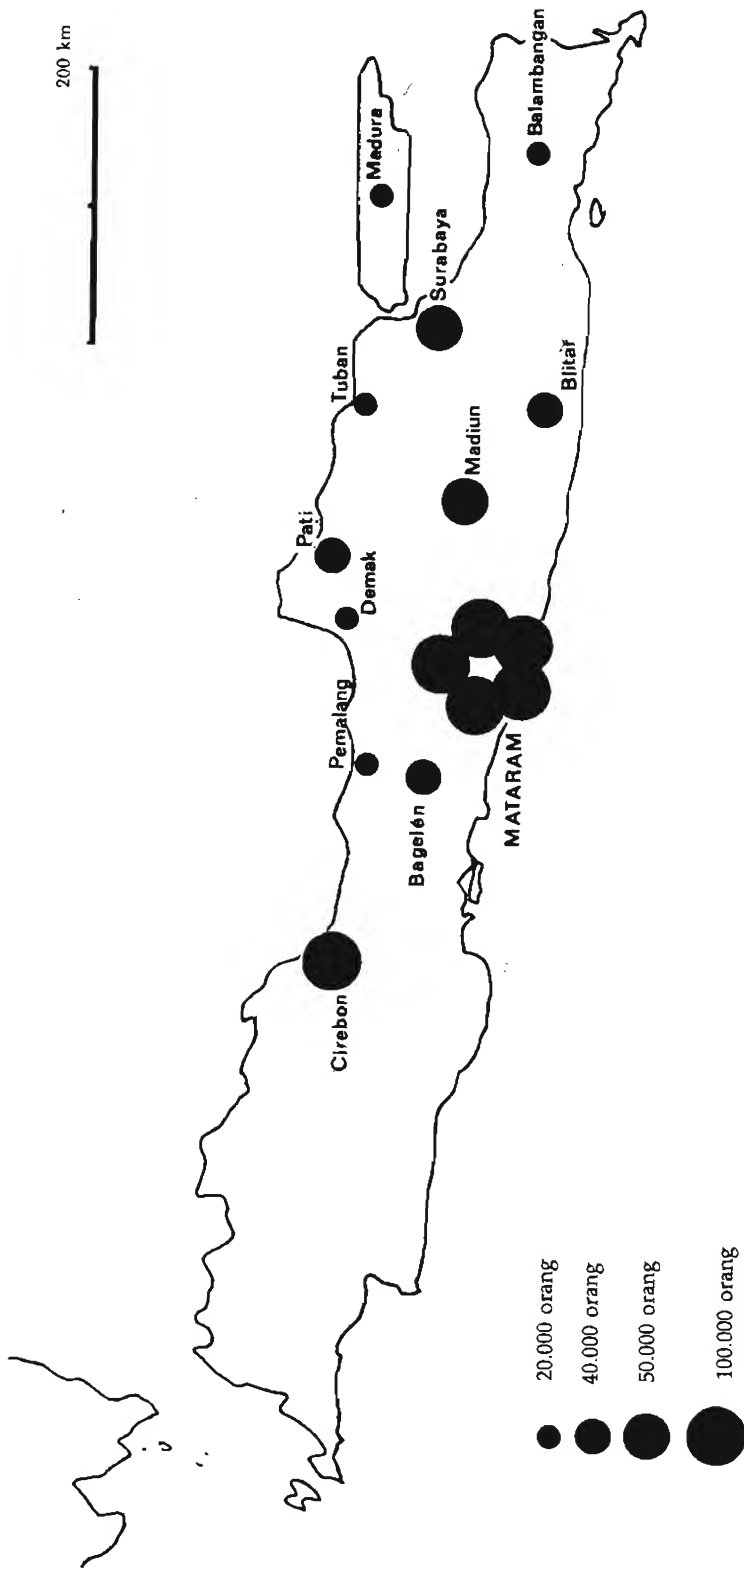 200 km
Madura
Balambangan
Surabaya
Tuban
Blitar
Madiun
Pati
Demak
Pemalang
MATARAM
Bagelén
Cirebon
20.000 orang
40.000 orang
50.000 orang
100.000 orang